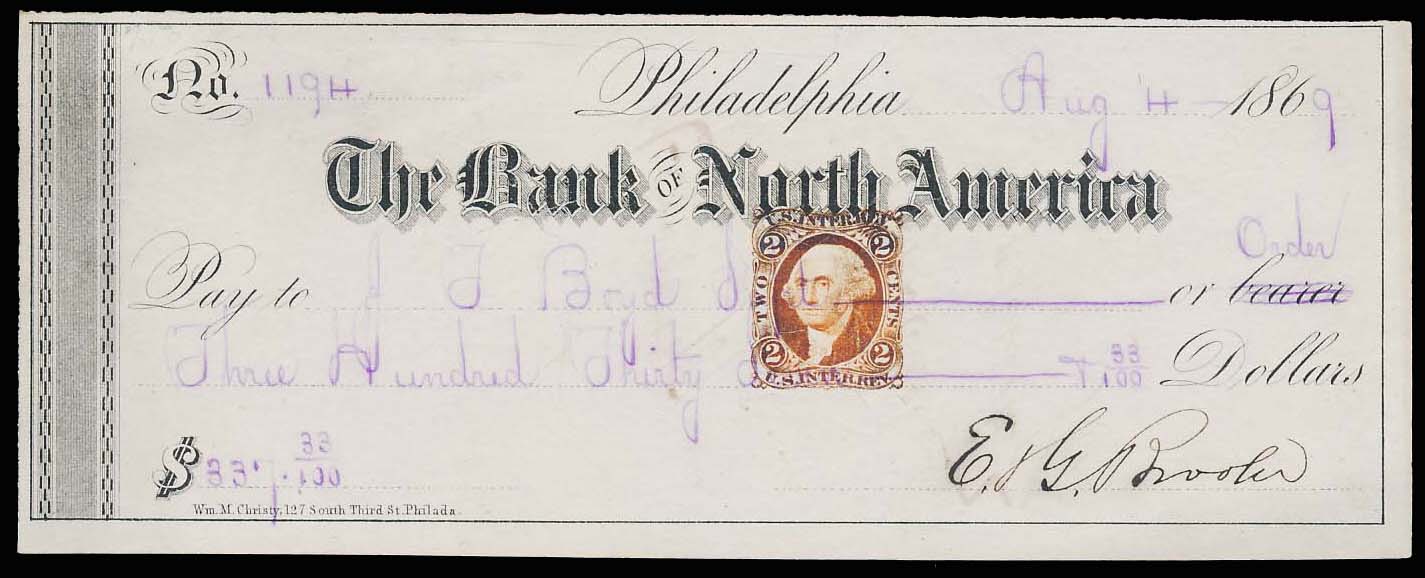 No. 1194 Philadelphia Aug 4 1869
The Bank OF North America
U.S. INTER. REV.
2 2
TWO CENTS
2 2
U.S. INTER. REV.
Order
Pay to J F Boyd or bearer
Three Hundred Thirty & 33/100 Dollars
$337.33/100
E. & G. Brooke
Wm. M. Christy, 127 South Third St. Philada.